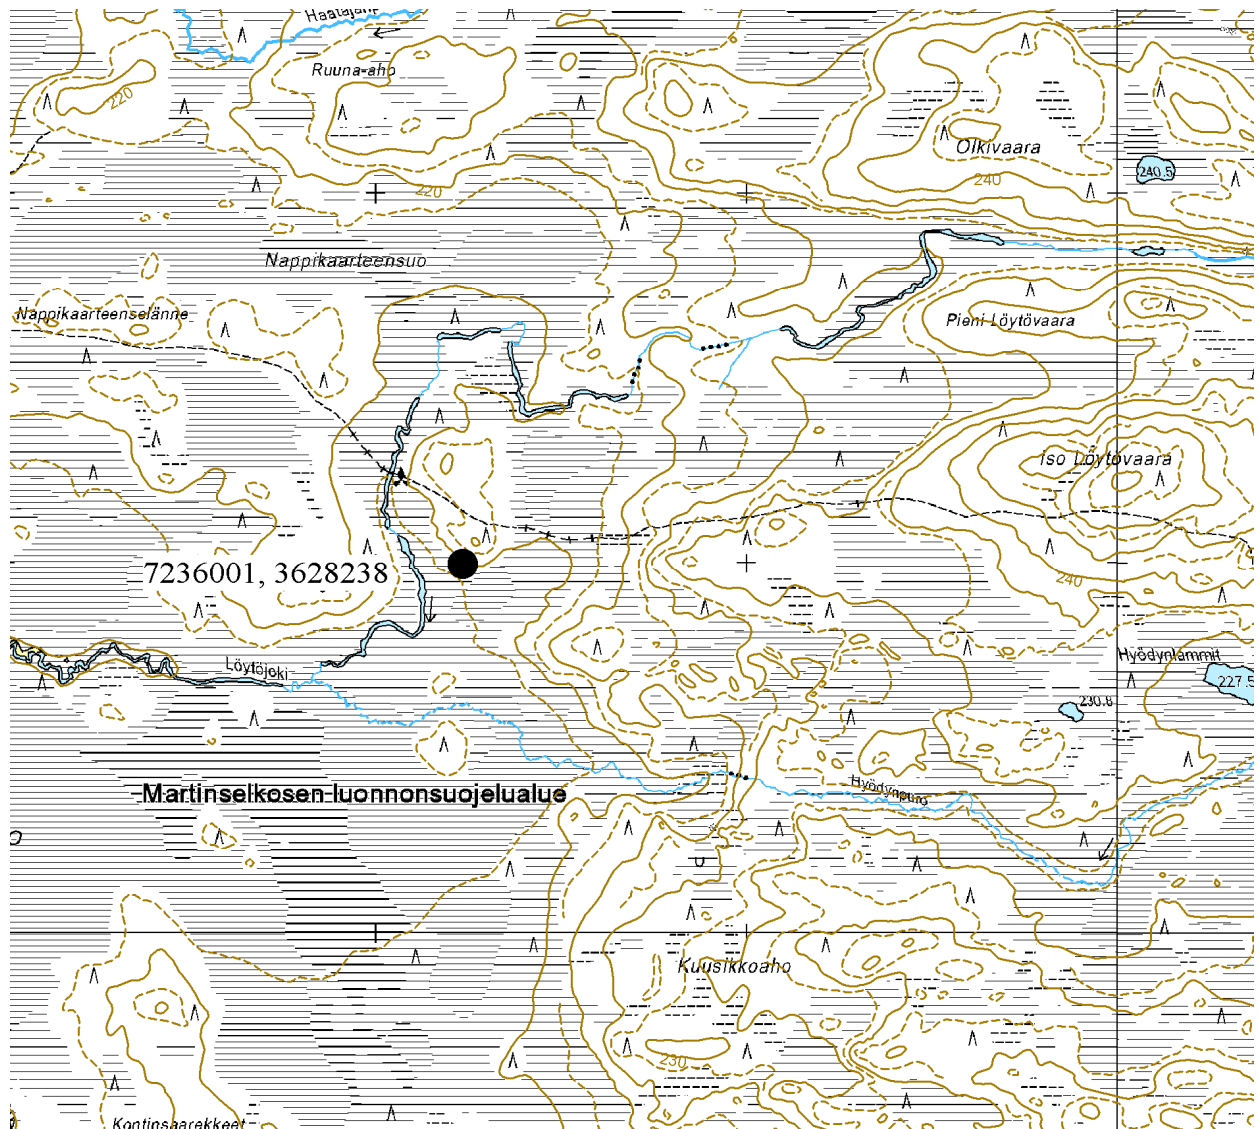 Haatajanp
Ruuna-aho
220
Olkivaara
240.5
220
240
Nappikaarteensuo
Nappikaarteenselänne
Pieni Löytövaara
Iso Löytövaara
7236001, 3628238
240
Löytöjoki
Hyödynlammit
227.5
230.8
Hyödynpuro
Martinselkosen luonnonsuojelualue
o
Kuusikkoaho
230
Kontinsaarekkeet